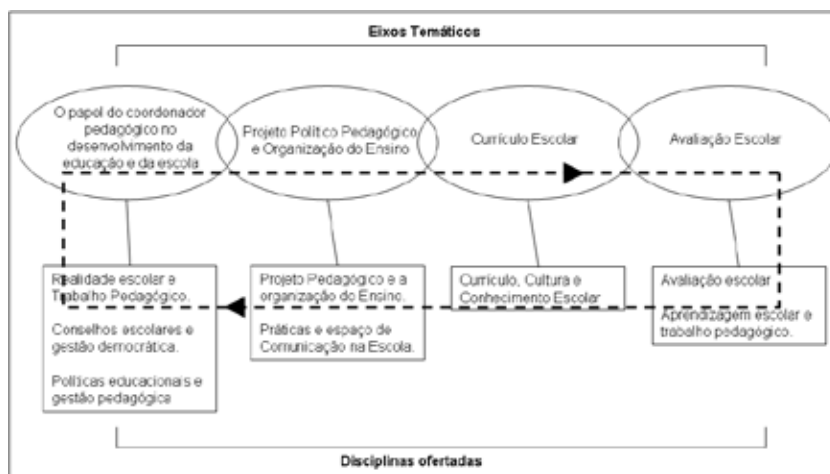 Eixos Temáticos
O papel do coordenador
pedagógico no
desenvolvimento da
educação e da escola
Projeto Político Pedagógico
e Organização do Ensino
Currículo Escolar
Avaliação Escolar
Realidade escolar e
Trabalho Pedagógico.
Conselhos escolares e
gestão democrática.
Políticas educacionais e
gestão pedagógica
Projeto Pedagógico e a
organização do Ensino.
Práticas e espaço de
Comunicação na Escola.
Currículo, Cultura e
Conhecimento Escolar
Avaliação escolar
Aprendizagem escolar e
trabalho pedagógico.
Disciplinas ofertadas